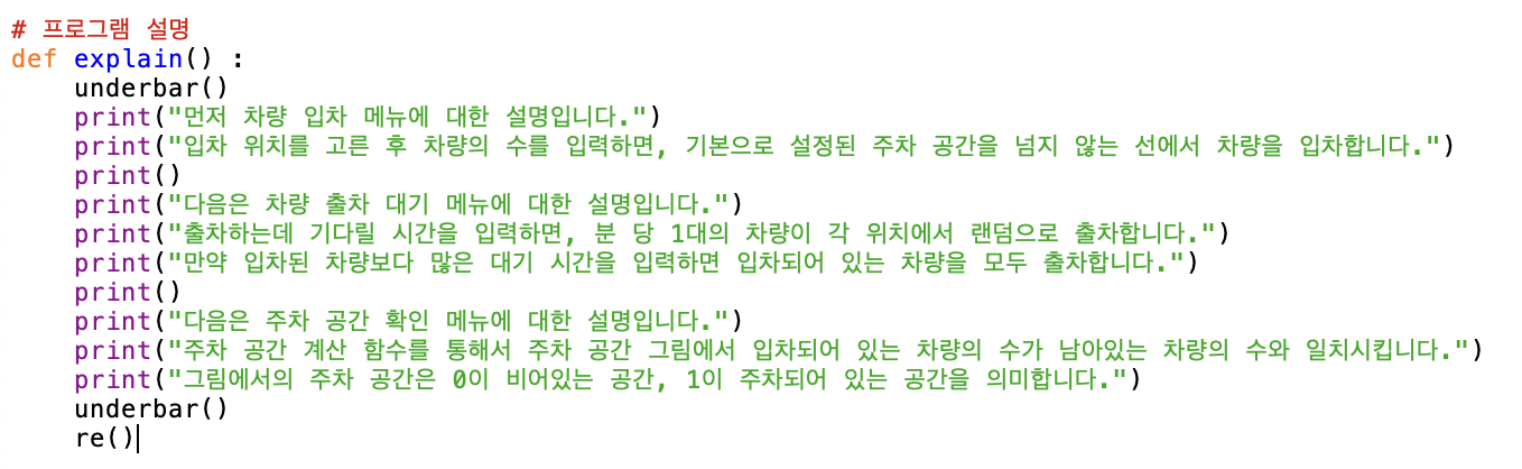 # 프로그램 설명
def explain() :
    underbar()
    print("먼저 차량 입차 메뉴에 대한 설명입니다.")
    print("입차 위치를 고른 후 차량의 수를 입력하면, 기본으로 설정된 주차 공간을 넘지 않는 선에서 차량을 입차합니다.")
    print()
    print("다음은 차량 출차 대기 메뉴에 대한 설명입니다.")
    print("출차하는데 기다릴 시간을 입력하면, 분 당 1대의 차량이 각 위치에서 랜덤으로 출차합니다.")
    print("만약 입차된 차량보다 많은 대기 시간을 입력하면 입차되어 있는 차량을 모두 출차합니다.")
    print()
    print("다음은 주차 공간 확인 메뉴에 대한 설명입니다.")
    print("주차 공간 계산 함수를 통해서 주차 공간 그림에서 입차되어 있는 차량의 수가 남아있는 차량의 수와 일치시킵니다.")
    print("그림에서의 주차 공간은 0이 비어있는 공간, 1이 주차되어 있는 공간을 의미합니다.")
    underbar()
    re()